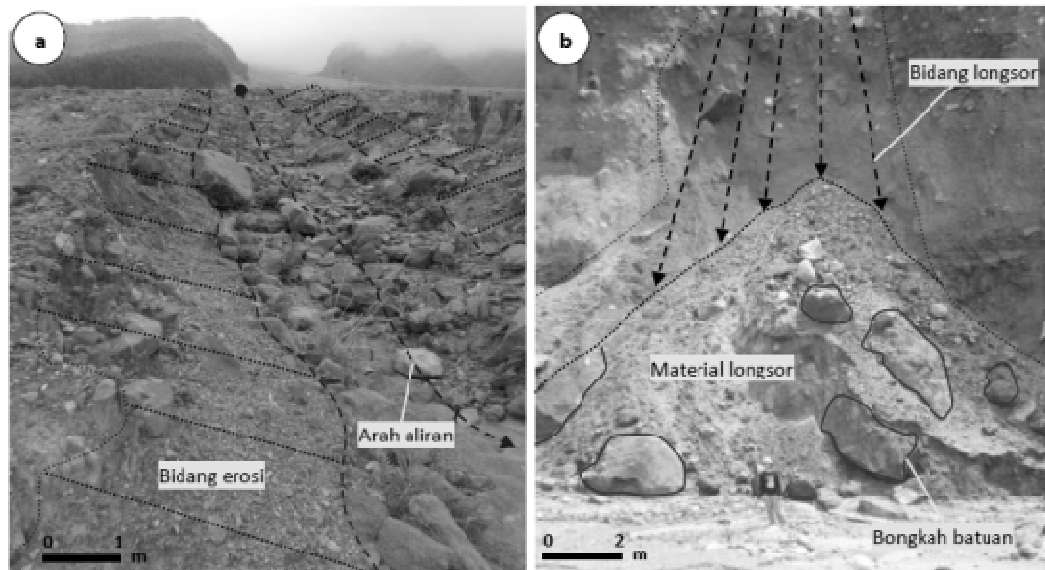 a
Arah aliran
Bidang erosi
0 1
m
b
Bidang longsor
Material longsor
Bongkah batuan
0 2
m